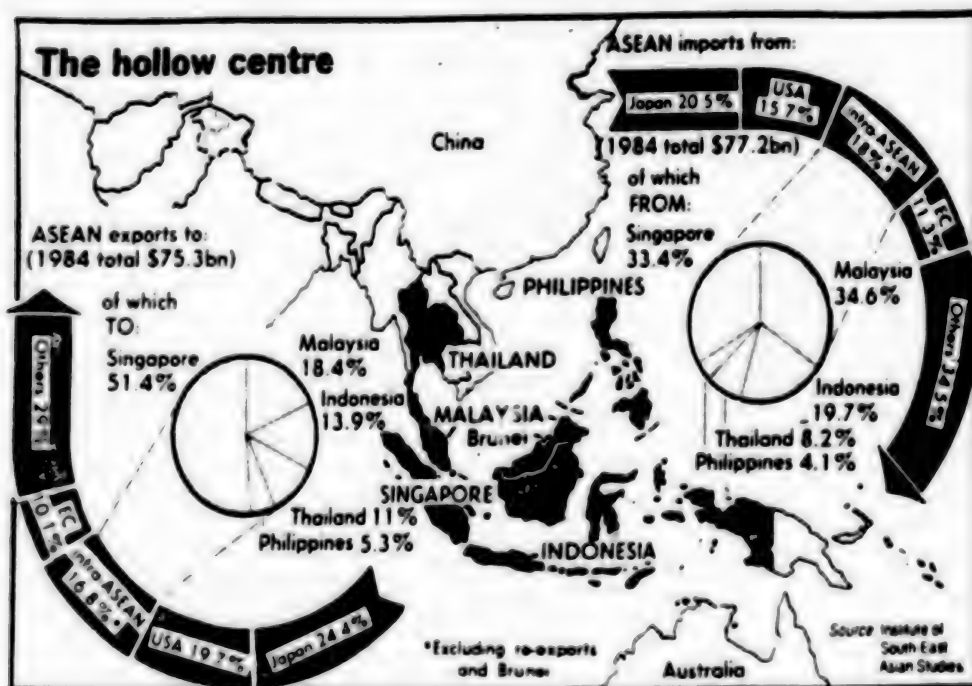 The hollow centre
ASEAN imports from:
Japan 20.5%
USA
15.7%
Intra-ASEAN
18%*
EC
11.3%
Others 34.5%
(1984 total $77.2bn)
of which
FROM:
Singapore
33.4%
Malaysia
34.6%
Indonesia
19.7%
Thailand 8.2%
Philippines 4.1%
China
PHILIPPINES
THAILAND
MALAYSIA
Brunei
SINGAPORE
INDONESIA
Australia
ASEAN exports to:
(1984 total $75.3bn)
of which
TO:
Singapore
51.4%
Malaysia
18.4%
Indonesia
13.9%
Thailand 11%
Philippines 5.3%
Others
EC
10.1%
Intra-ASEAN
16.8%*
USA 19.7%
Japan 24.4%
*Excluding re-exports
and Brunei
Source Institute of
South East
Asian Studies